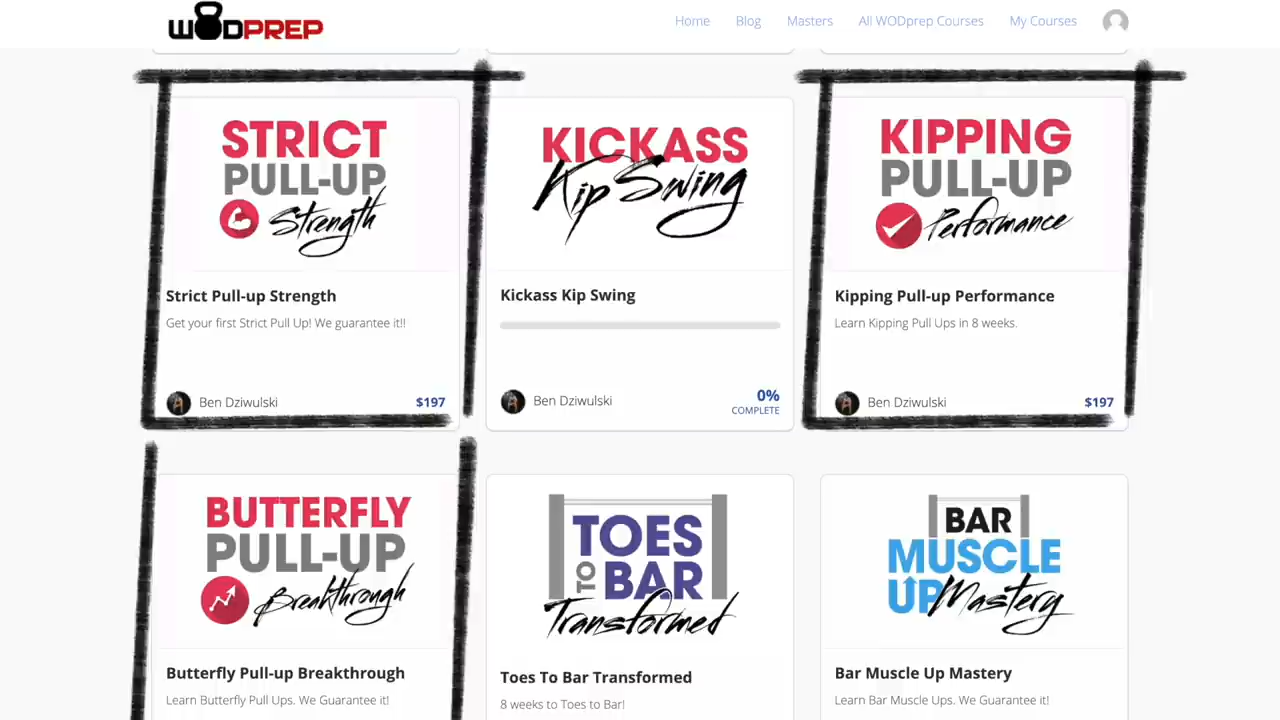 WODPREP
Home Blog Masters All WODprep Courses My Courses
STRICT
PULL-UP
Strength
Strict Pull-up Strength
Get your first Strict Pull Up! We guarantee it!!
Ben Dziwulski $197
KICKASS
Kip Swing
Kickass Kip Swing
Ben Dziwulski 0%
COMPLETE
KIPPING
PULL-UP
Performance
Kipping Pull-up Performance
Learn Kipping Pull Ups in 8 weeks.
Ben Dziwulski $197
BUTTERFLY
PULL-UP
Breakthrough
Butterfly Pull-up Breakthrough
Learn Butterfly Pull Ups. We Guarantee it!
TOES
TO BAR
Transformed
Toes To Bar Transformed
8 weeks to Toes to Bar!
BAR
MUSCLE
UP Mastery
Bar Muscle Up Mastery
Learn Bar Muscle Ups. We Guarantee it!